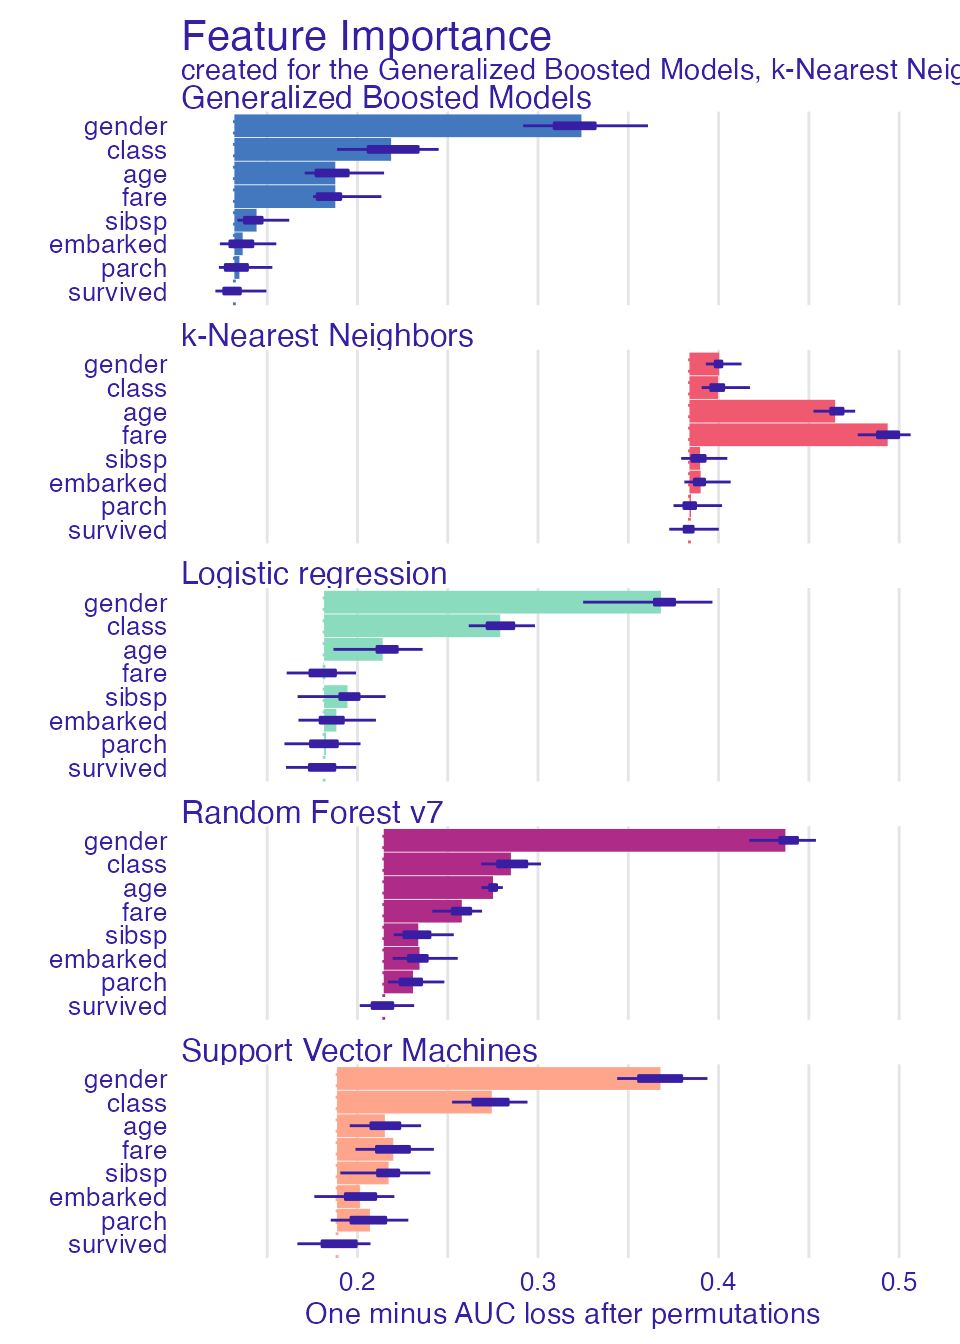 Feature Importance
created for the Generalized Boosted Models, k-Nearest Neig
Generalized Boosted Models
gender
class
age
fare
sibsp
embarked
parch
survived
k-Nearest Neighbors
gender
class
age
fare
sibsp
embarked
parch
survived
Logistic regression
gender
class
age
fare
sibsp
embarked
parch
survived
Random Forest v7
gender
class
age
fare
sibsp
embarked
parch
survived
Support Vector Machines
gender
class
age
fare
sibsp
embarked
parch
survived
0.2 0.3 0.4 0.5
One minus AUC loss after permutations